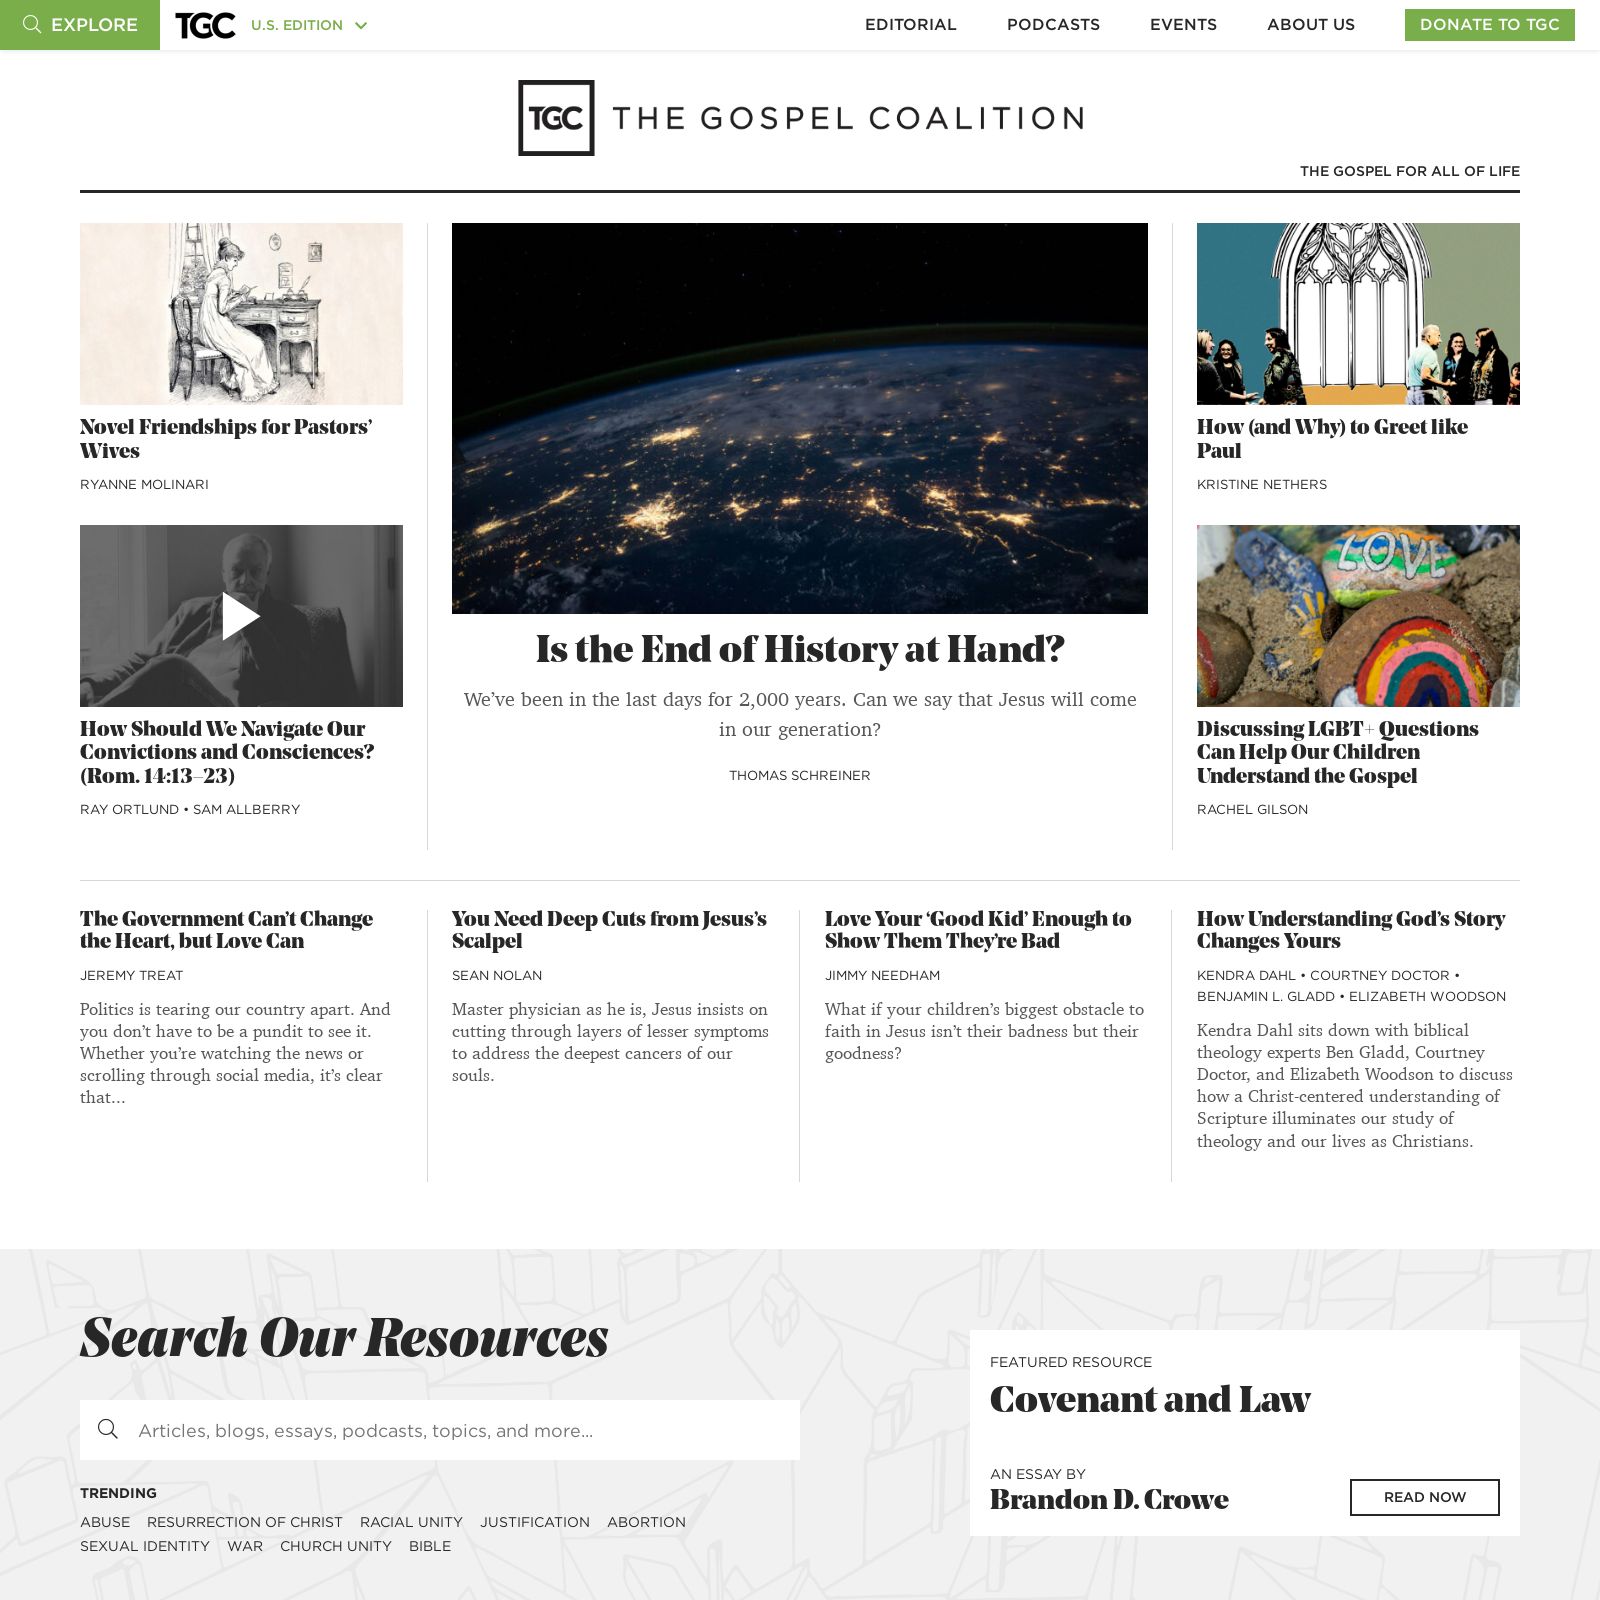 EXPLORE
TGC
U.S. EDITION
EDITORIAL
PODCASTS
EVENTS
ABOUT US
DONATE TO TGC
TGC THE GOSPEL COALITION
THE GOSPEL FOR ALL OF LIFE
Novel Friendships for Pastors’
Wives
RYANNE MOLINARI
How Should We Navigate Our
Convictions and Consciences?
(Rom. 14:13–23)
RAY ORTLUND • SAM ALLBERRY
Is the End of History at Hand?
We’ve been in the last days for 2,000 years. Can we say that Jesus will come
in our generation?
THOMAS SCHREINER
How (and Why) to Greet like
Paul
KRISTINE NETHERS
LOVE
Discussing LGBT+ Questions
Can Help Our Children
Understand the Gospel
RACHEL GILSON
The Government Can’t Change
the Heart, but Love Can
JEREMY TREAT
Politics is tearing our country apart. And
you don’t have to be a pundit to see it.
Whether you’re watching the news or
scrolling through social media, it’s clear
that…
You Need Deep Cuts from Jesus’s
Scalpel
SEAN NOLAN
Master physician as he is, Jesus insists on
cutting through layers of lesser symptoms
to address the deepest cancers of our
souls.
Love Your ‘Good Kid’ Enough to
Show Them They’re Bad
JIMMY NEEDHAM
What if your children’s biggest obstacle to
faith in Jesus isn’t their badness but their
goodness?
How Understanding God’s Story
Changes Yours
KENDRA DAHL • COURTNEY DOCTOR •
BENJAMIN L. GLADD • ELIZABETH WOODSON
Kendra Dahl sits down with biblical
theology experts Ben Gladd, Courtney
Doctor, and Elizabeth Woodson to discuss
how a Christ-centered understanding of
Scripture illuminates our study of
theology and our lives as Christians.
Search Our Resources
Articles, blogs, essays, podcasts, topics, and more...
TRENDING
ABUSE RESURRECTION OF CHRIST RACIAL UNITY JUSTIFICATION ABORTION
SEXUAL IDENTITY WAR CHURCH UNITY BIBLE
FEATURED RESOURCE
Covenant and Law
AN ESSAY BY
Brandon D. Crowe
READ NOW